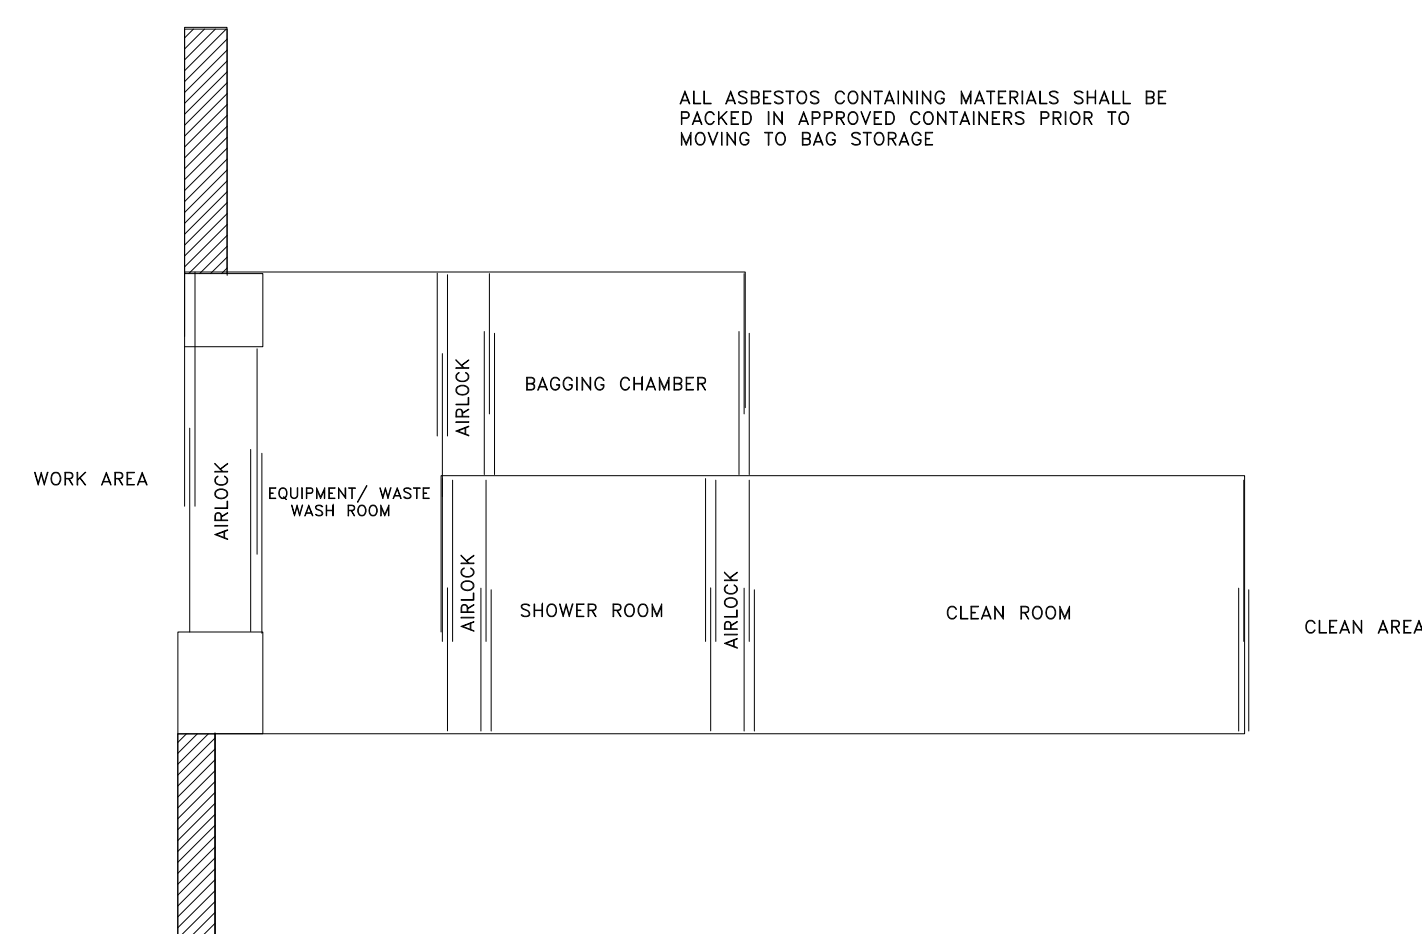 ALL ASBESTOS CONTAINING MATERIALS SHALL BE
PACKED IN APPROVED CONTAINERS PRIOR TO
MOVING TO BAG STORAGE
AIRLOCK
BAGGING CHAMBER
WORK AREA
AIRLOCK
EQUIPMENT/ WASTE
WASH ROOM
AIRLOCK
SHOWER ROOM
AIRLOCK
CLEAN ROOM
CLEAN AREA